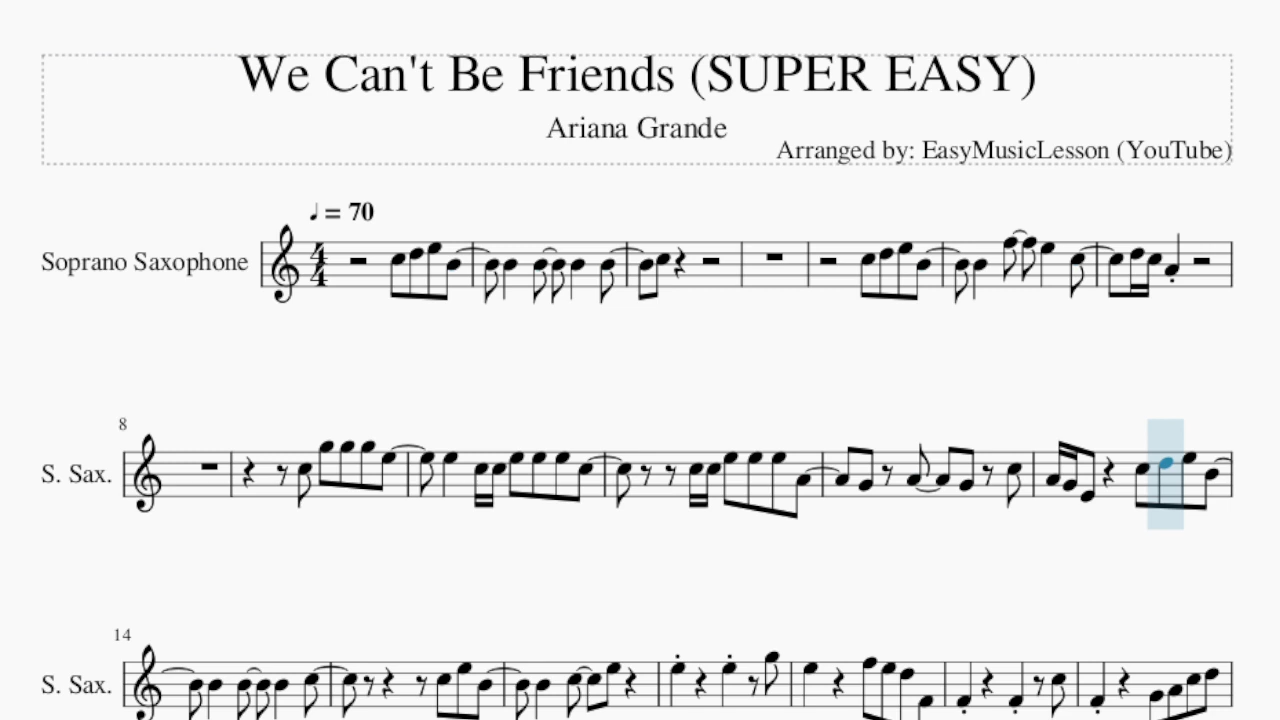 We Can't Be Friends (SUPER EASY)
Ariana Grande
Arranged by: EasyMusicLesson (YouTube)
♩ = 70
Soprano Saxophone
4
4
8
S. Sax.
14
S. Sax.